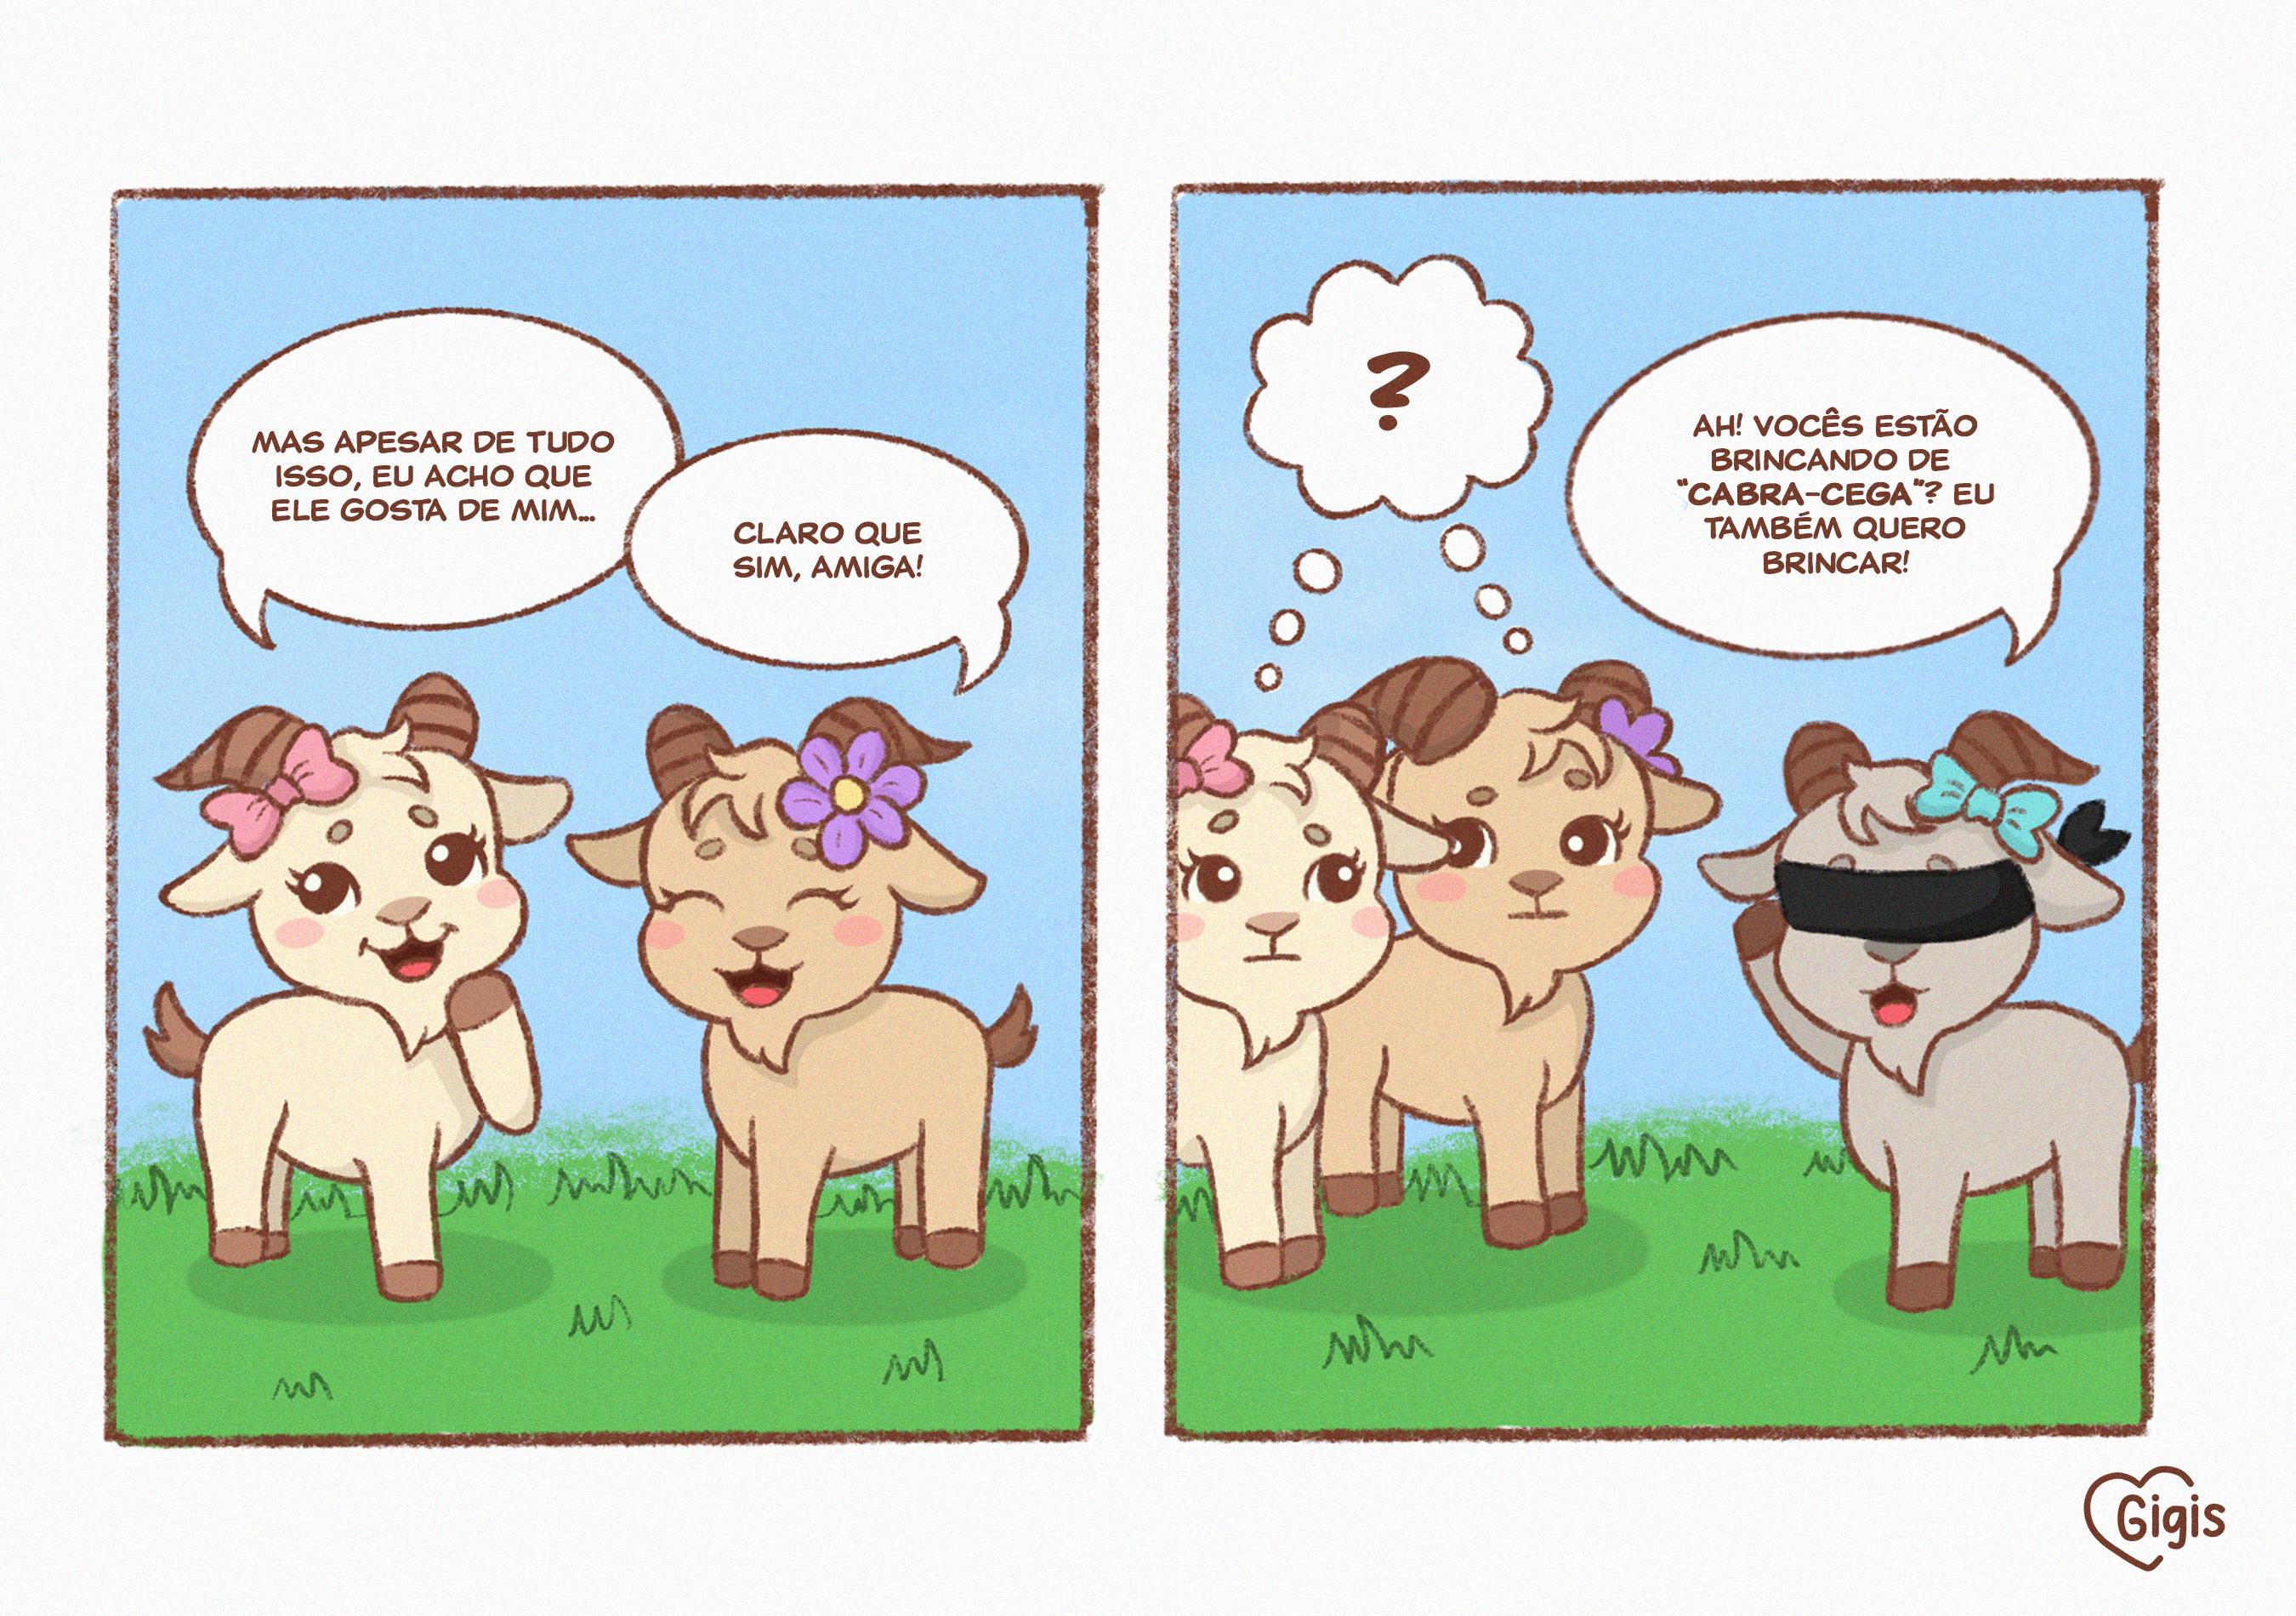 MAS APESAR DE TUDO
ISSO, EU ACHO QUE
ELE GOSTA DE MIM...
CLARO QUE
SIM, AMIGA!
?
AH! VOCÊS ESTÃO
BRINCANDO DE
"CABRA-CEGA"? EU
TAMBÉM QUERO
BRINCAR!
Gigis